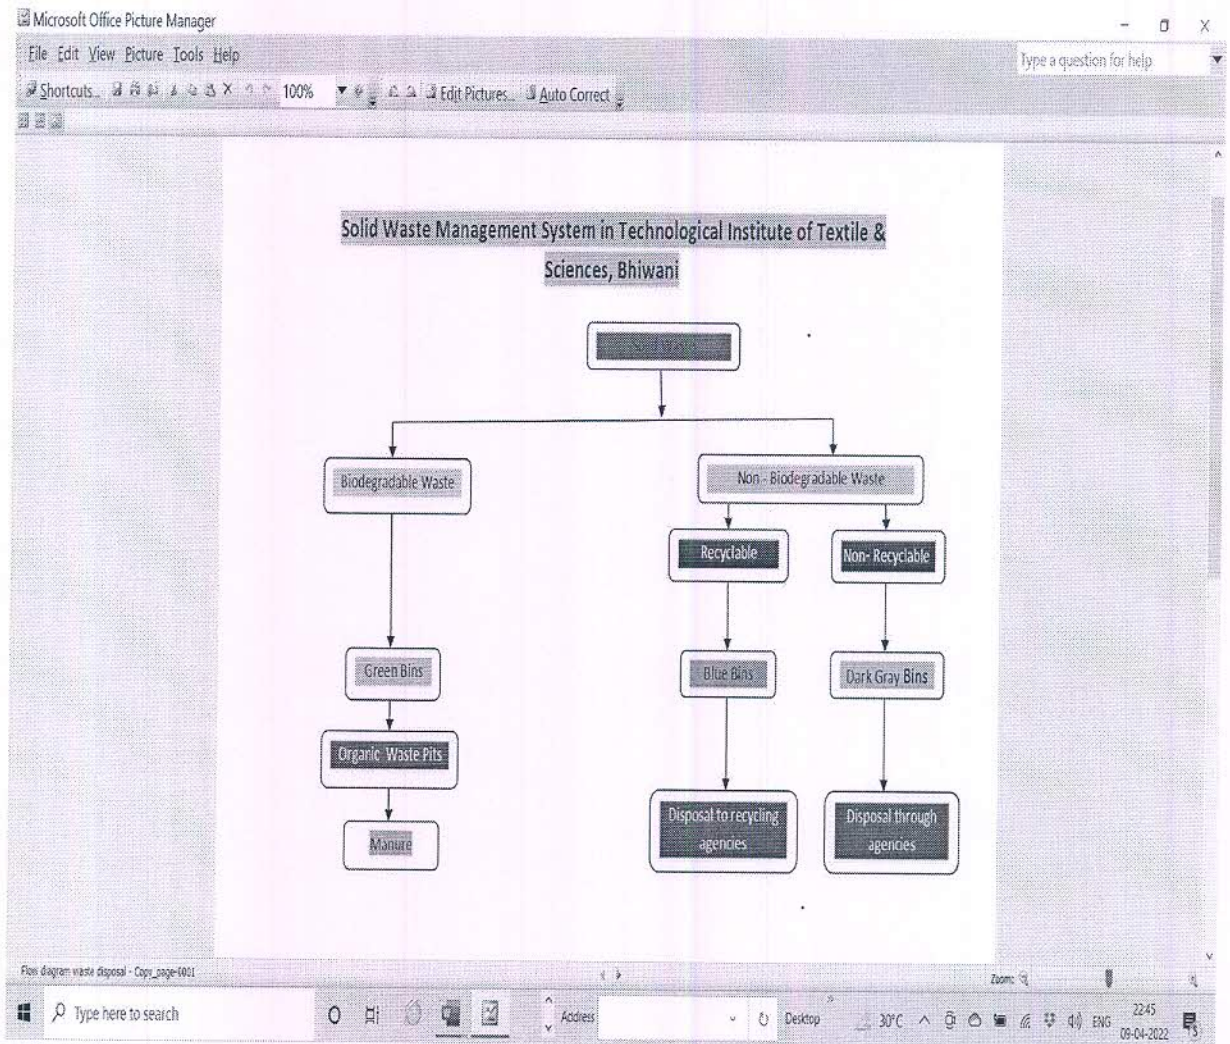 Microsoft Office Picture Manager
File Edit View Picture Tools Help
Type a question for help
Shortcuts... 100% Edit Pictures... Auto Correct
Solid Waste Management System in Technological Institute of Textile &
Sciences, Bhiwani
Solid Waste
Biodegradable Waste
Non - Biodegradable Waste
Recyclable
Non- Recyclable
Green Bins
Blue Bins
Dark Gray Bins
Organic Waste Pits
Disposal to recycling
agencies
Disposal through
agencies
Manure
Flow diagram waste disposal - Copy_page-0001
Zoom:
Type here to search
Address
Desktop
30°C
ENG
22:45
09-04-2022